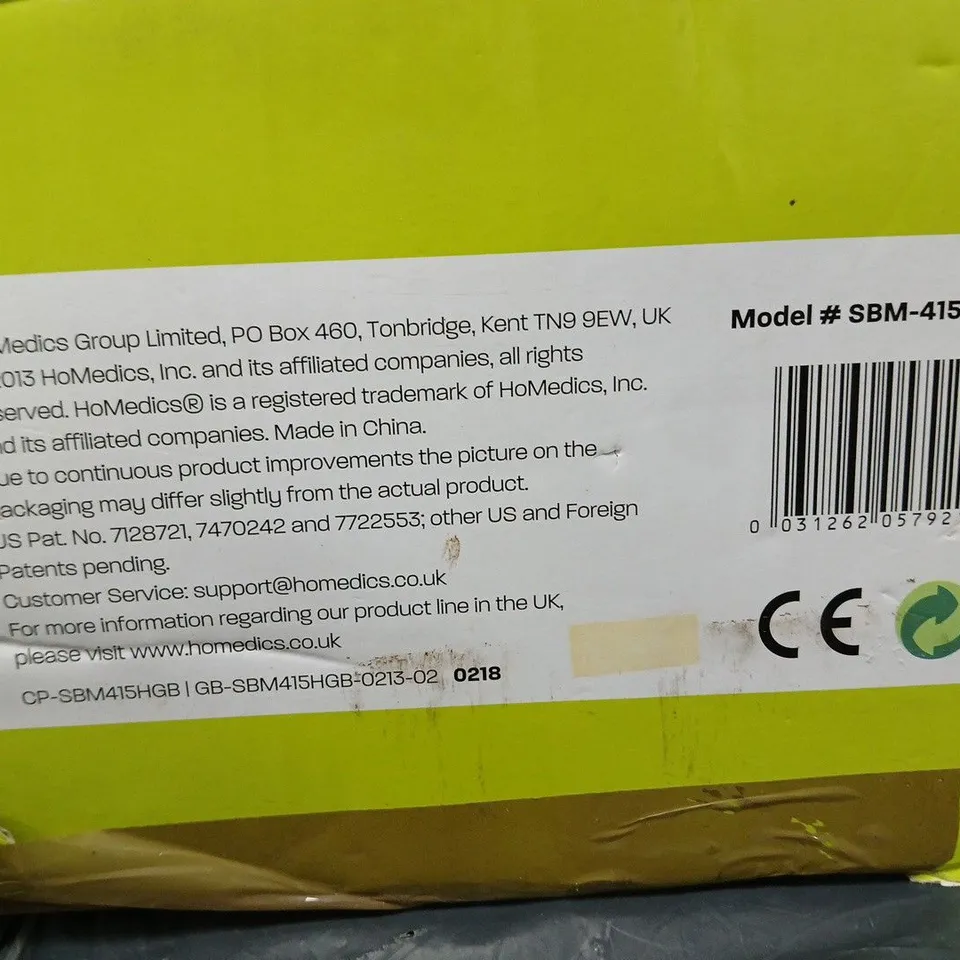 Medics Group Limited, PO Box 460, Tonbridge, Kent TN9 9EW, UK
2013 HoMedics, Inc. and its affiliated companies, all rights
served. HoMedics® is a registered trademark of HoMedics, Inc.
nd its affiliated companies. Made in China.
ue to continuous product improvements the picture on the
ackaging may differ slightly from the actual product.
US Pat. No. 7128721, 7470242 and 7722553; other US and Foreign
Patents pending.
Customer Service: support@homedics.co.uk
For more information regarding our product line in the UK,
please visit www.homedics.co.uk
CP-SBM415HGB | GB-SBM415HGB-0213-02 0218
Model # SBM-415
0 031262 05792
CE